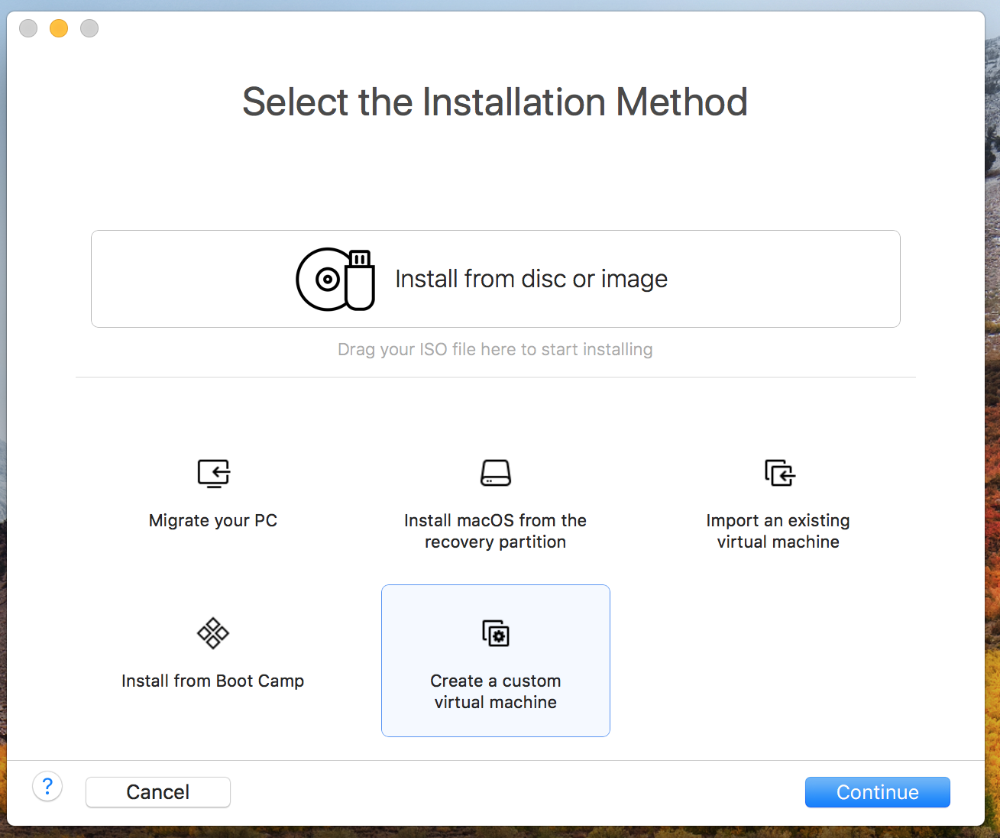 Select the Installation Method
Install from disc or image
Drag your ISO file here to start installing
Migrate your PC
Install macOS from the
recovery partition
Import an existing
virtual machine
Install from Boot Camp
Create a custom
virtual machine
?
Cancel
Continue